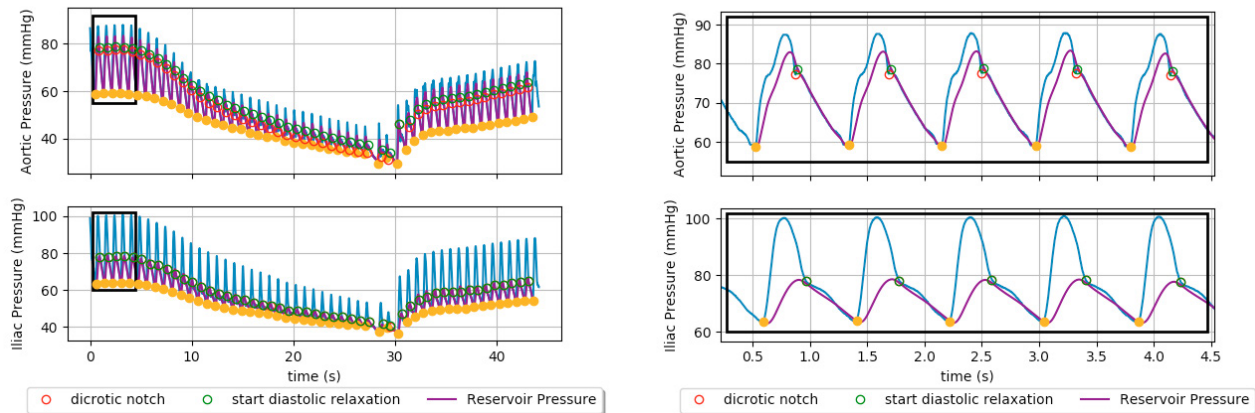 Aortic Pressure (mmHg)
80
60
40
Iliac Pressure (mmHg)
100
80
60
40
0 10 20 30 40
time (s)
dicrotic notch start diastolic relaxation Reservoir Pressure
Aortic Pressure (mmHg)
90
80
70
60
Iliac Pressure (mmHg)
100
80
60
0.5 1.0 1.5 2.0 2.5 3.0 3.5 4.0 4.5
time (s)
dicrotic notch start diastolic relaxation Reservoir Pressure